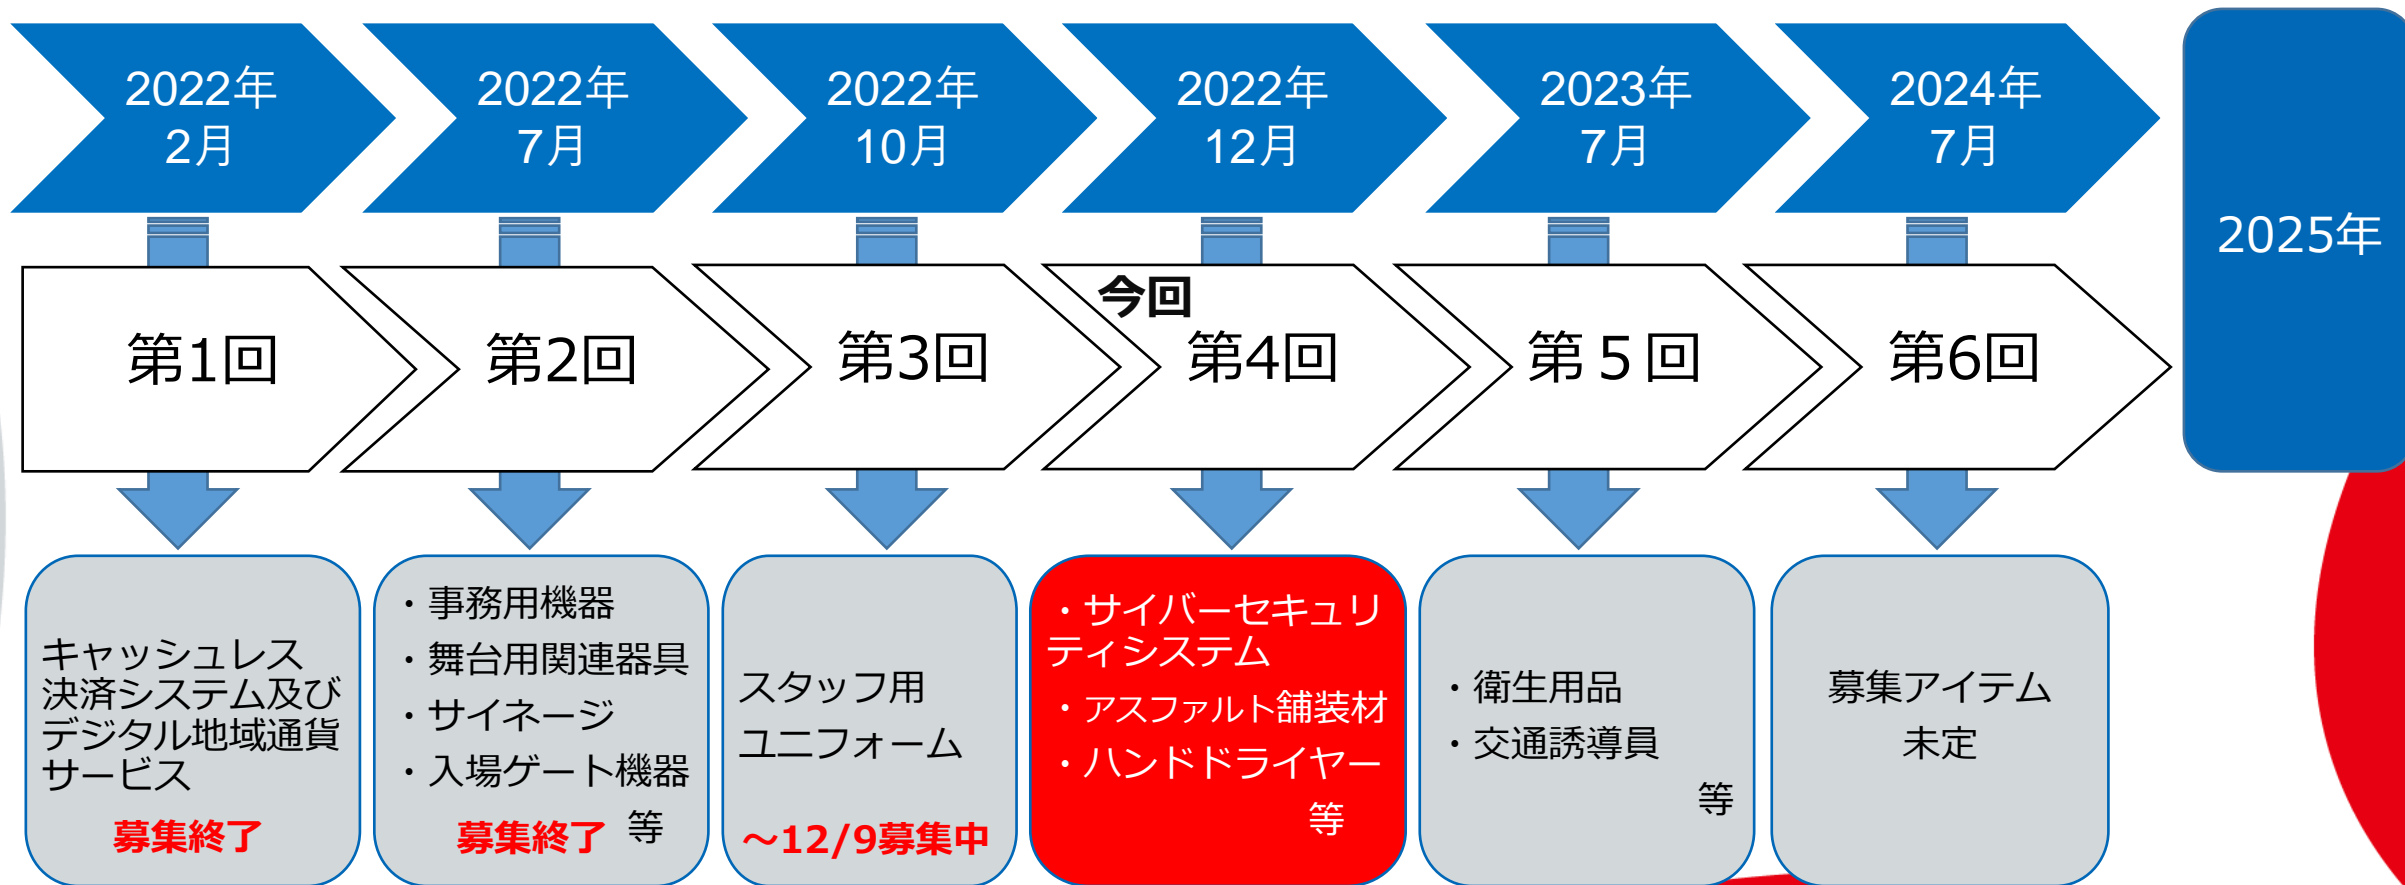 2022年
2月
2022年
7月
2022年
10月
2022年
12月
2023年
7月
2024年
7月
2025年
第1回
第2回
第3回
今回
第4回
第５回
第6回
キャッシュレス
決済システム及び
デジタル地域通貨
サービス
募集終了
・事務用機器
・舞台用関連器具
・サイネージ
・入場ゲート機器
等
募集終了
スタッフ用
ユニフォーム
～12/9募集中
・サイバーセキュリ
ティシステム
・アスファルト舗装材
・ハンドドライヤー
等
・衛生用品
・交通誘導員
等
募集アイテム
未定